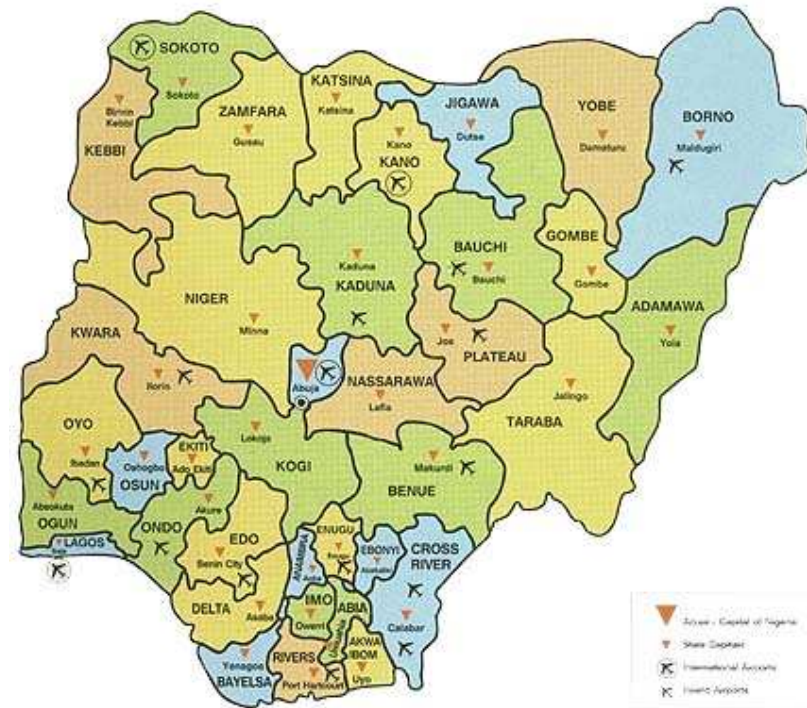 SOKOTO
Sokoto
KATSINA
Katsina
ZAMFARA
Gusau
Birnin
Kebbi
KEBBI
JIGAWA
Dutse
Kano
KANO
YOBE
Damaturu
BORNO
Maldugiri
BAUCHI
Bauchi
GOMBE
Gombe
ADAMAWA
Yola
Kaduna
KADUNA
NIGER
Minna
KWARA
Ilorin
Abuja
NASSARAWA
Lafia
Jos
PLATEAU
Jalingo
TARABA
OYO
Ibadan
Oshogbo
OSUN
EKITI
Ado Ekiti
Lokoja
KOGI
Makurdi
BENUE
Abeokuta
OGUN
LAGOS
Akure
ONDO
EDO
Benin City
ENUGU
ANAMBRA
EBONYI
CROSS
RIVER
Calabar
DELTA
Asaba
IMO
Owerri
ABIA
AKWA
IBOM
Uyo
RIVERS
Port Hartcourt
Yenagoa
BAYELSA
Abuja - Capital of Nigeria
State Capitals
International Airports
Inland Airports